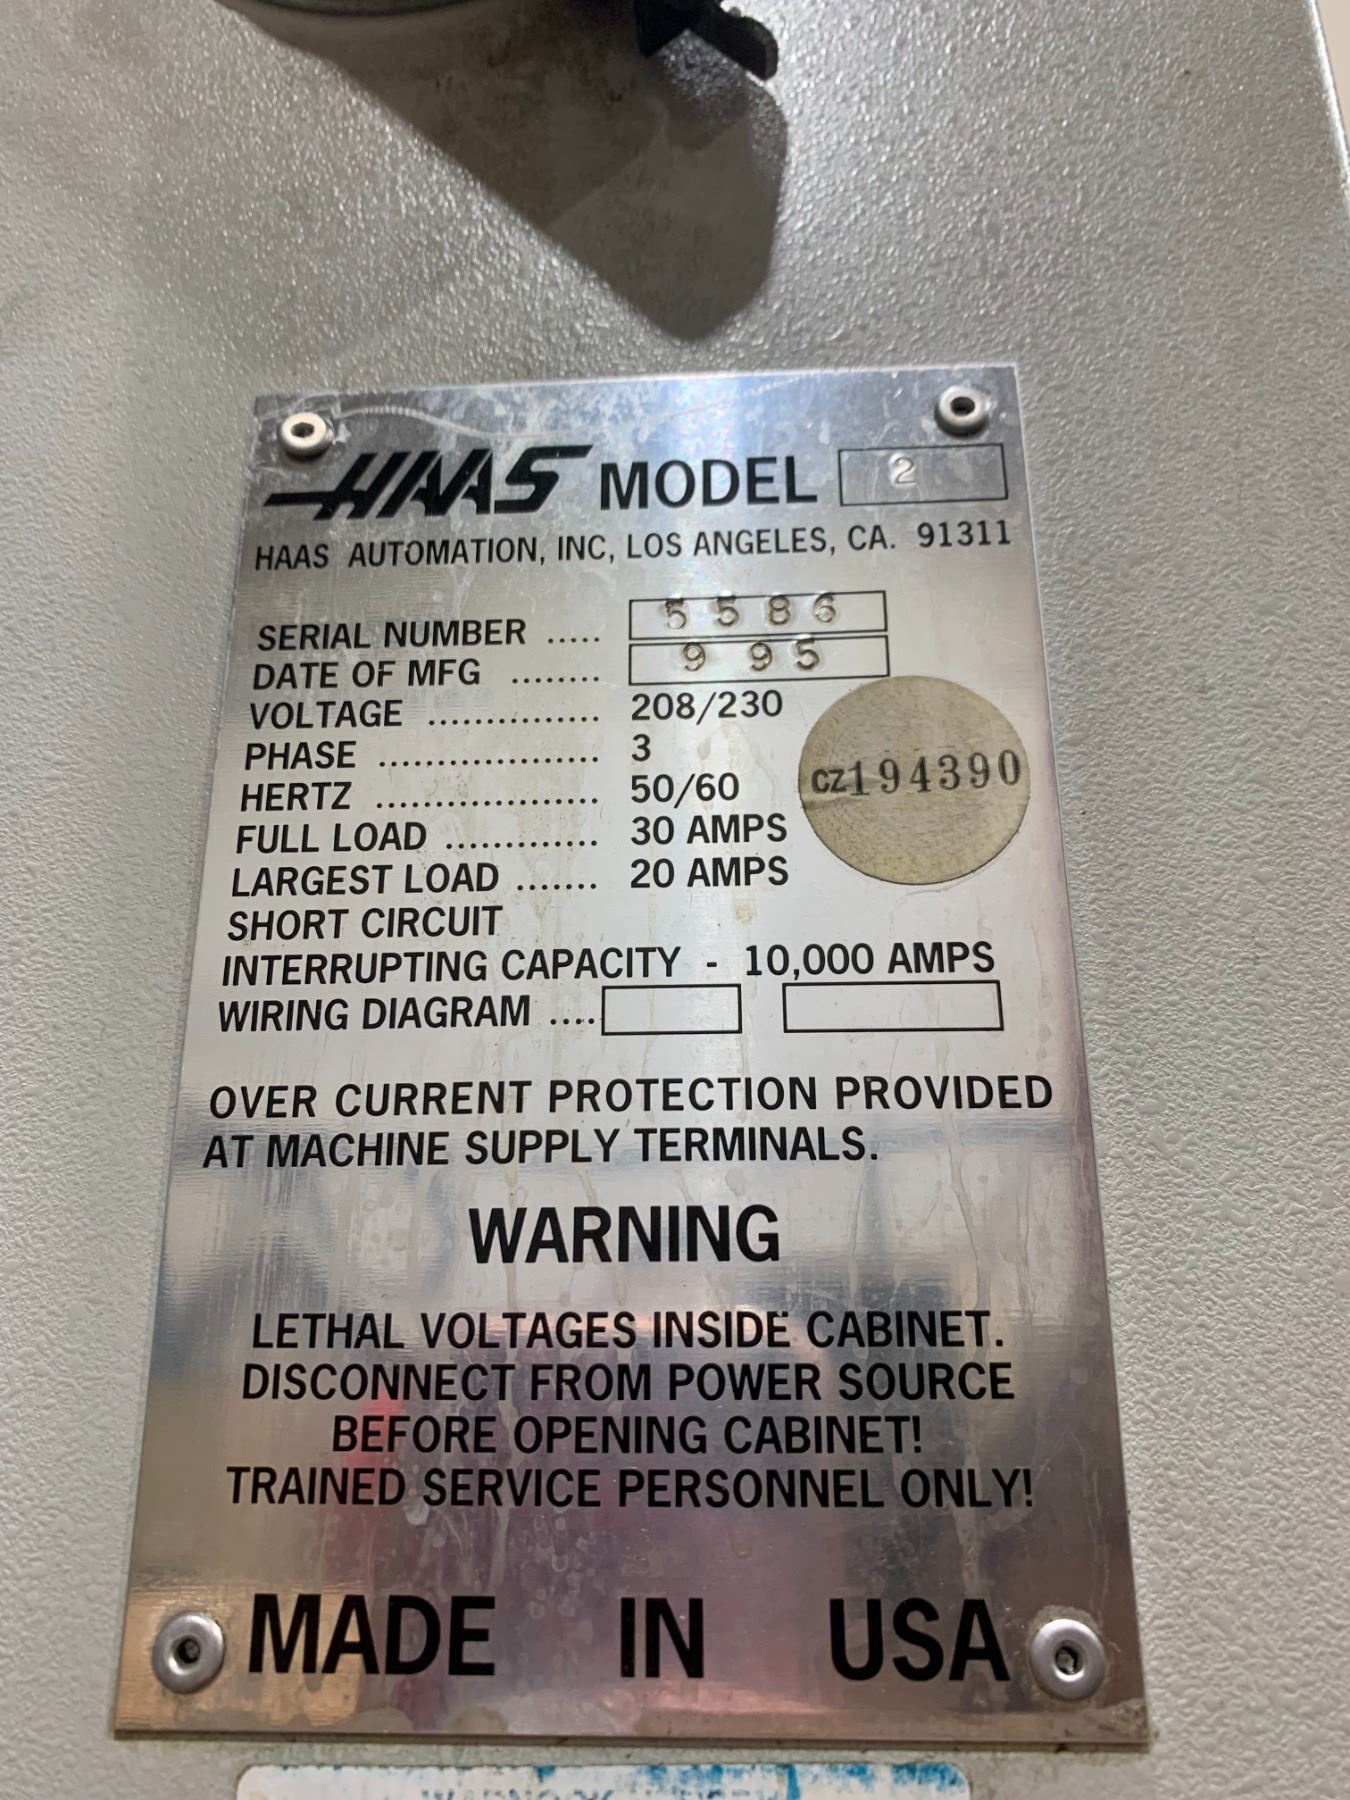 HAAS MODEL 2
HAAS AUTOMATION, INC, LOS ANGELES, CA. 91311
SERIAL NUMBER ..... 5586
DATE OF MFG ........ 9 95
VOLTAGE ............... 208/230
PHASE ................... 3
HERTZ ................... 50/60
CZ194390
FULL LOAD ............. 30 AMPS
LARGEST LOAD ....... 20 AMPS
SHORT CIRCUIT
INTERRUPTING CAPACITY - 10,000 AMPS
WIRING DIAGRAM ....
OVER CURRENT PROTECTION PROVIDED
AT MACHINE SUPPLY TERMINALS.
WARNING
LETHAL VOLTAGES INSIDE CABINET.
DISCONNECT FROM POWER SOURCE
BEFORE OPENING CABINET!
TRAINED SERVICE PERSONNEL ONLY!
MADE IN USA